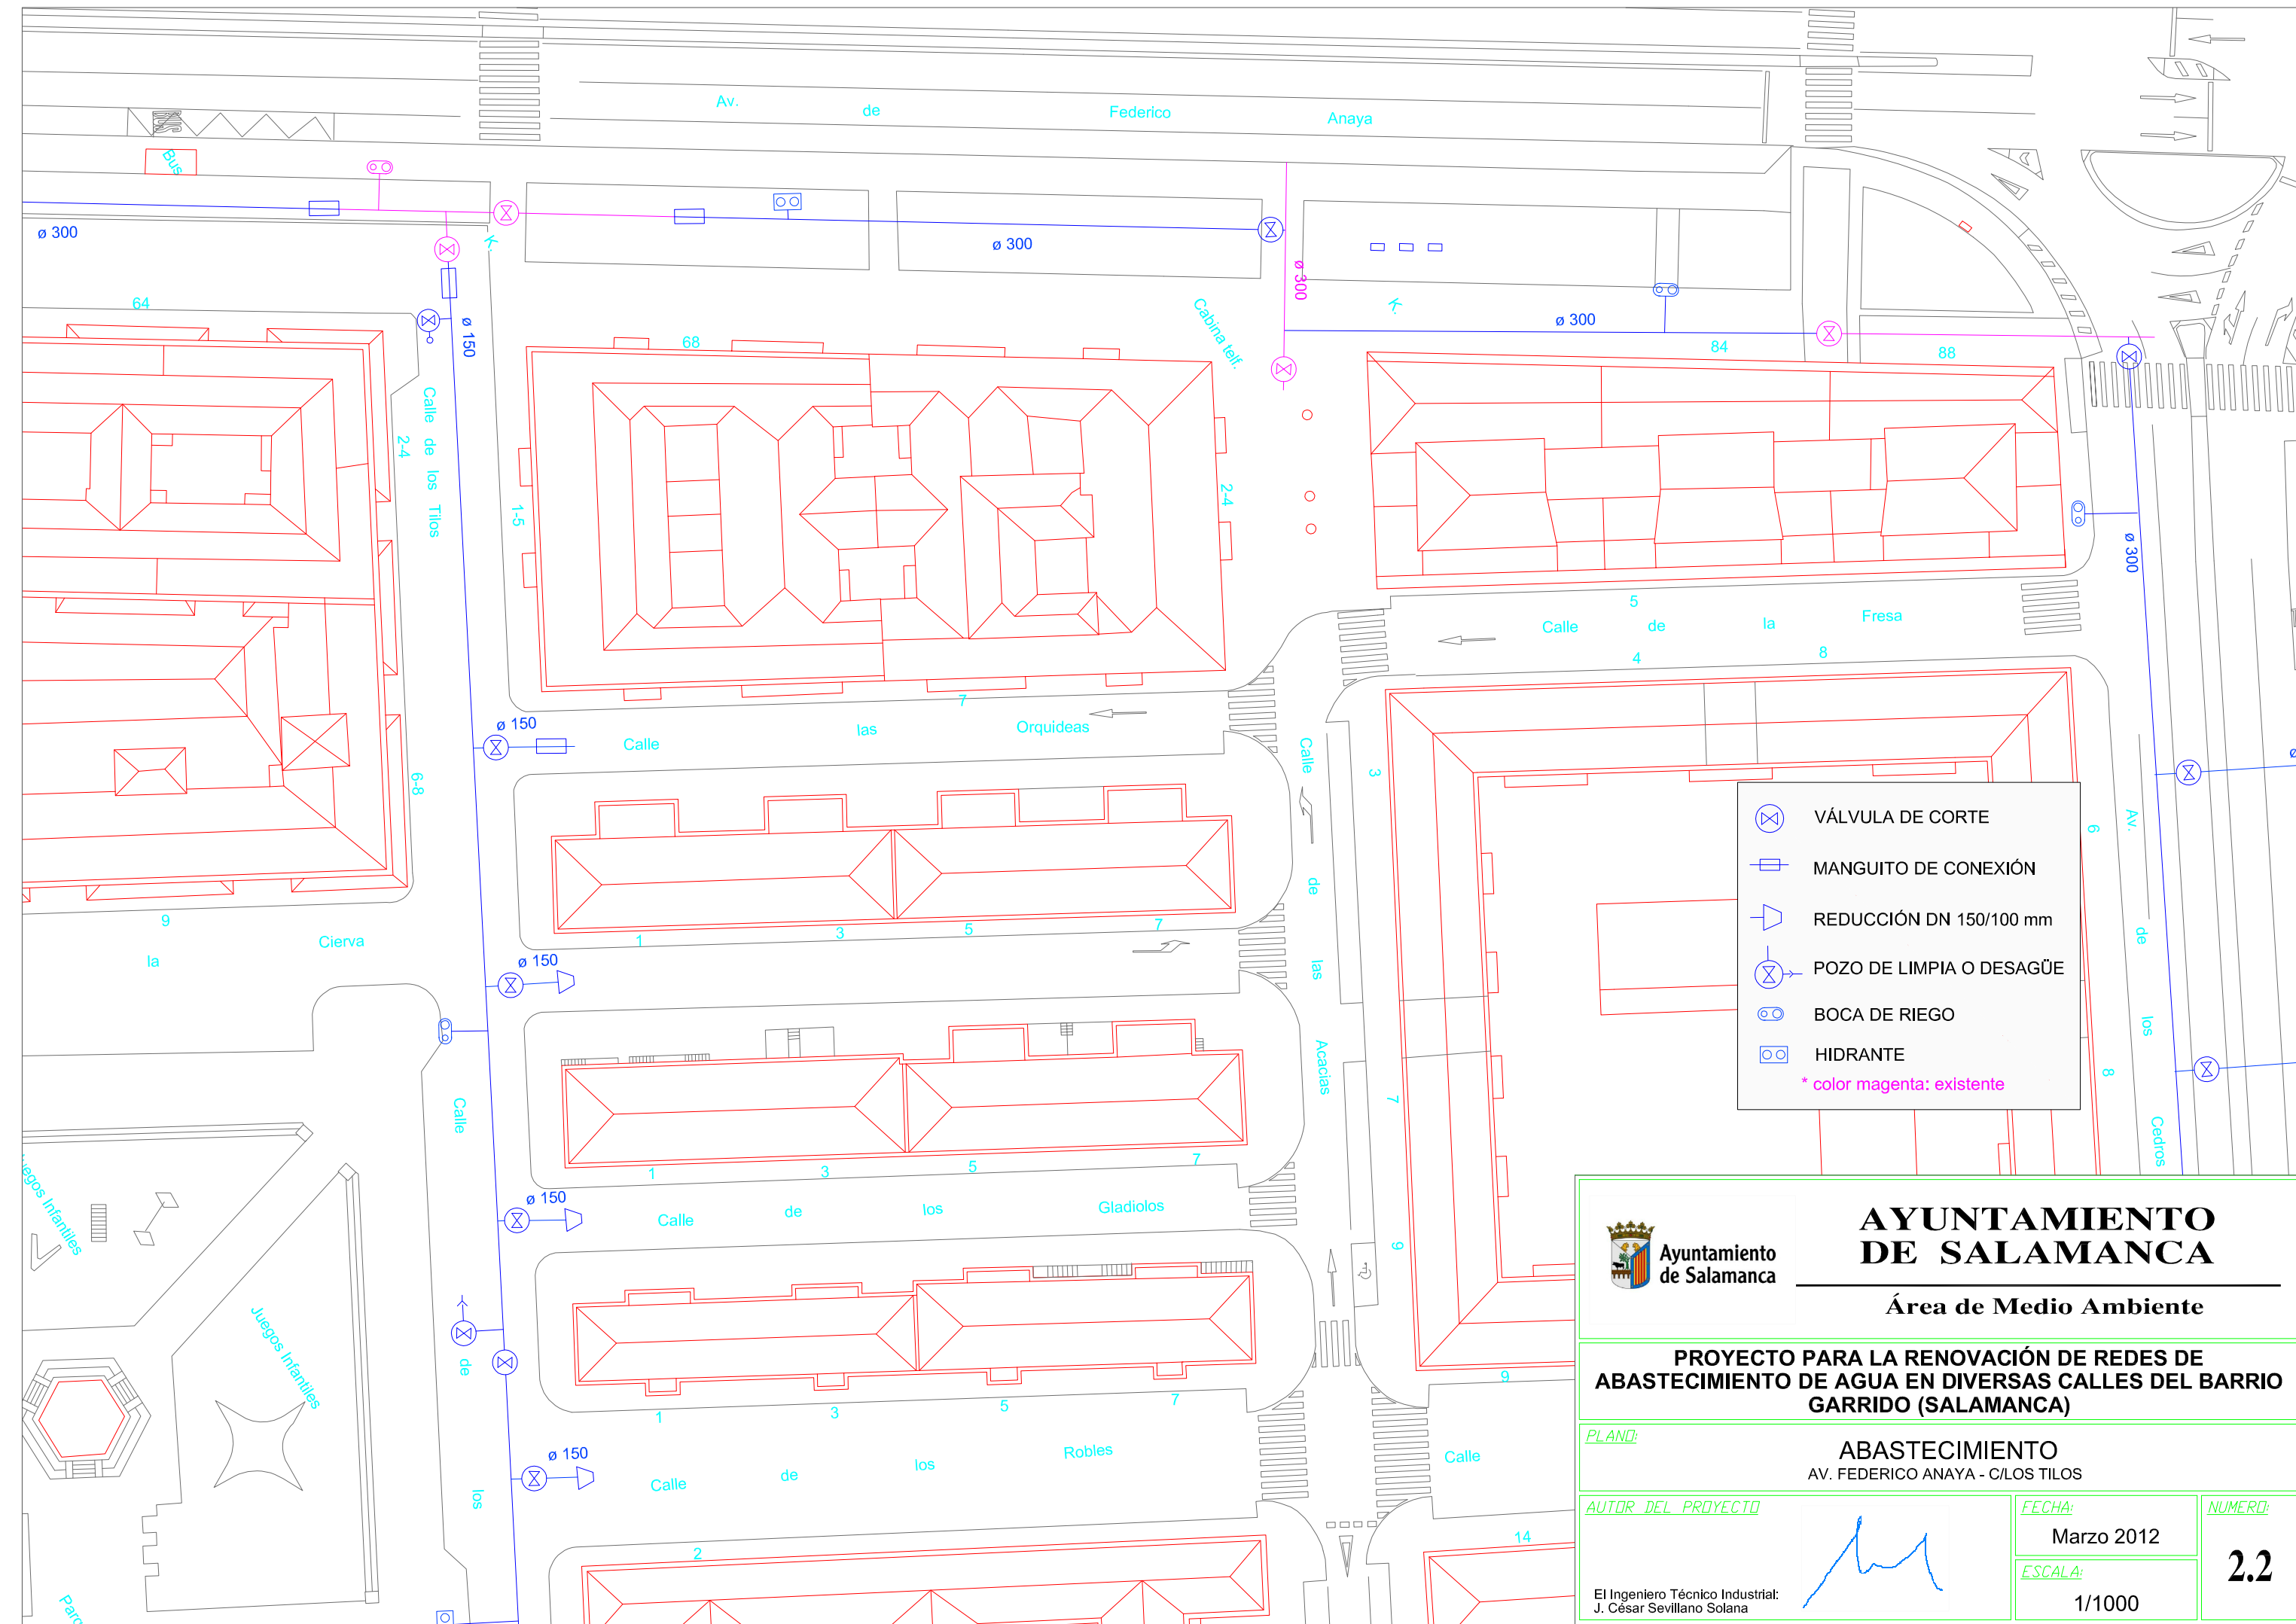 Av. de Federico Anaya
BUS
Bus
K.
ø 300
ø 300
ø 300
K.
ø 300
64
68
84
88
ø 150
Cabina telf.
Calle de los Tilos
2-4
1-5
2-4
ø 300
5
Calle de la Fresa
4
8
7
ø 150
Calle las Orquideas
6-8
3
Calle de las Acacias
9
la Cierva
1
3
5
7
ø 150
6
8
Av. de los Cedros
7
9
1
3
5
7
ø 150
Calle de los Gladiolos
Calle de los
Juegos Infantiles
Juegos Infantiles
1
3
5
7
9
ø 150
Calle de los Robles
Calle
2
14
VÁLVULA DE CORTE
MANGUITO DE CONEXIÓN
REDUCCIÓN DN 150/100 mm
POZO DE LIMPIA O DESAGÜE
BOCA DE RIEGO
HIDRANTE
* color magenta: existente
Ayuntamiento
de Salamanca
AYUNTAMIENTO
DE SALAMANCA
Área de Medio Ambiente
PROYECTO PARA LA RENOVACIÓN DE REDES DE
ABASTECIMIENTO DE AGUA EN DIVERSAS CALLES DEL BARRIO
GARRIDO (SALAMANCA)
PLANO:
ABASTECIMIENTO
AV. FEDERICO ANAYA - C/LOS TILOS
AUTOR DEL PROYECTO
El Ingeniero Técnico Industrial:
J. César Sevillano Solana
FECHA:
Marzo 2012
ESCALA:
1/1000
NUMERO:
2.2